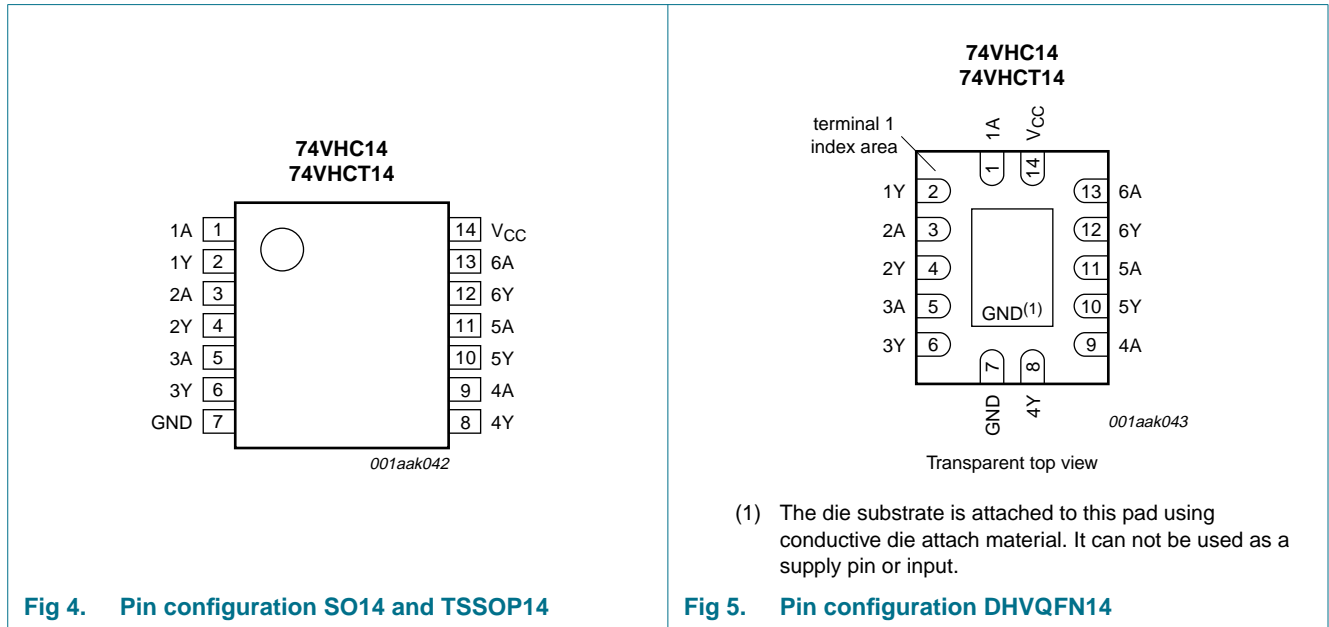 74VHC14
74VHCT14
1A 1
1Y 2
2A 3
2Y 4
3A 5
3Y 6
GND 7
14 VCC
13 6A
12 6Y
11 5A
10 5Y
9 4A
8 4Y
001aak042
Fig 4. Pin configuration SO14 and TSSOP14
74VHC14
74VHCT14
terminal 1
index area
1A
VCC
1
14
1Y 2
2A 3
2Y 4
3A 5
3Y 6
13 6A
12 6Y
11 5A
10 5Y
9 4A
GND(1)
7
8
GND
4Y
001aak043
Transparent top view
(1) The die substrate is attached to this pad using
conductive die attach material. It can not be used as a
supply pin or input.
Fig 5. Pin configuration DHVQFN14